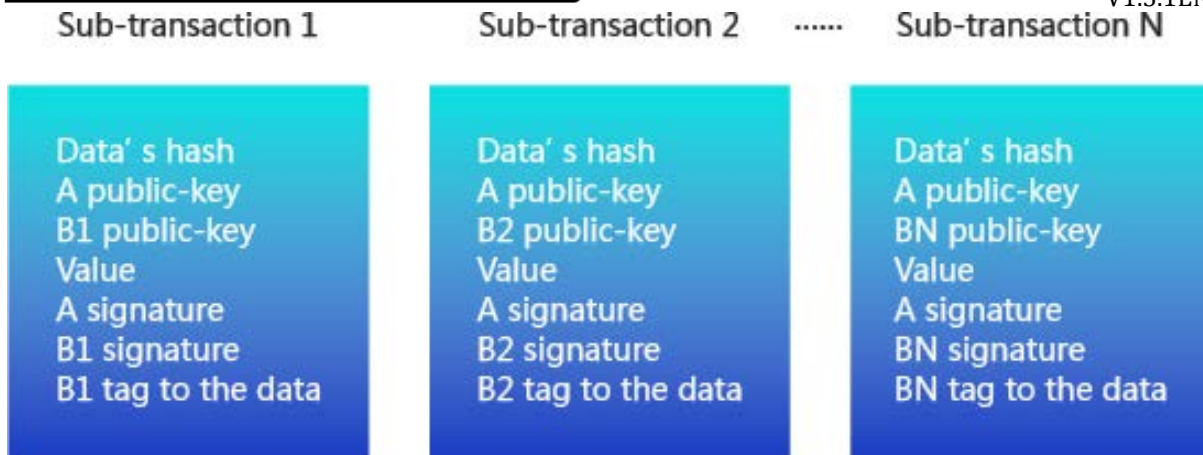 Sub-transaction 1
Sub-transaction 2
......
Sub-transaction N
Data’ s hash
A public-key
B1 public-key
Value
A signature
B1 signature
B1 tag to the data
Data’ s hash
A public-key
B2 public-key
Value
A signature
B2 signature
B2 tag to the data
Data’ s hash
A public-key
BN public-key
Value
A signature
BN signature
BN tag to the data